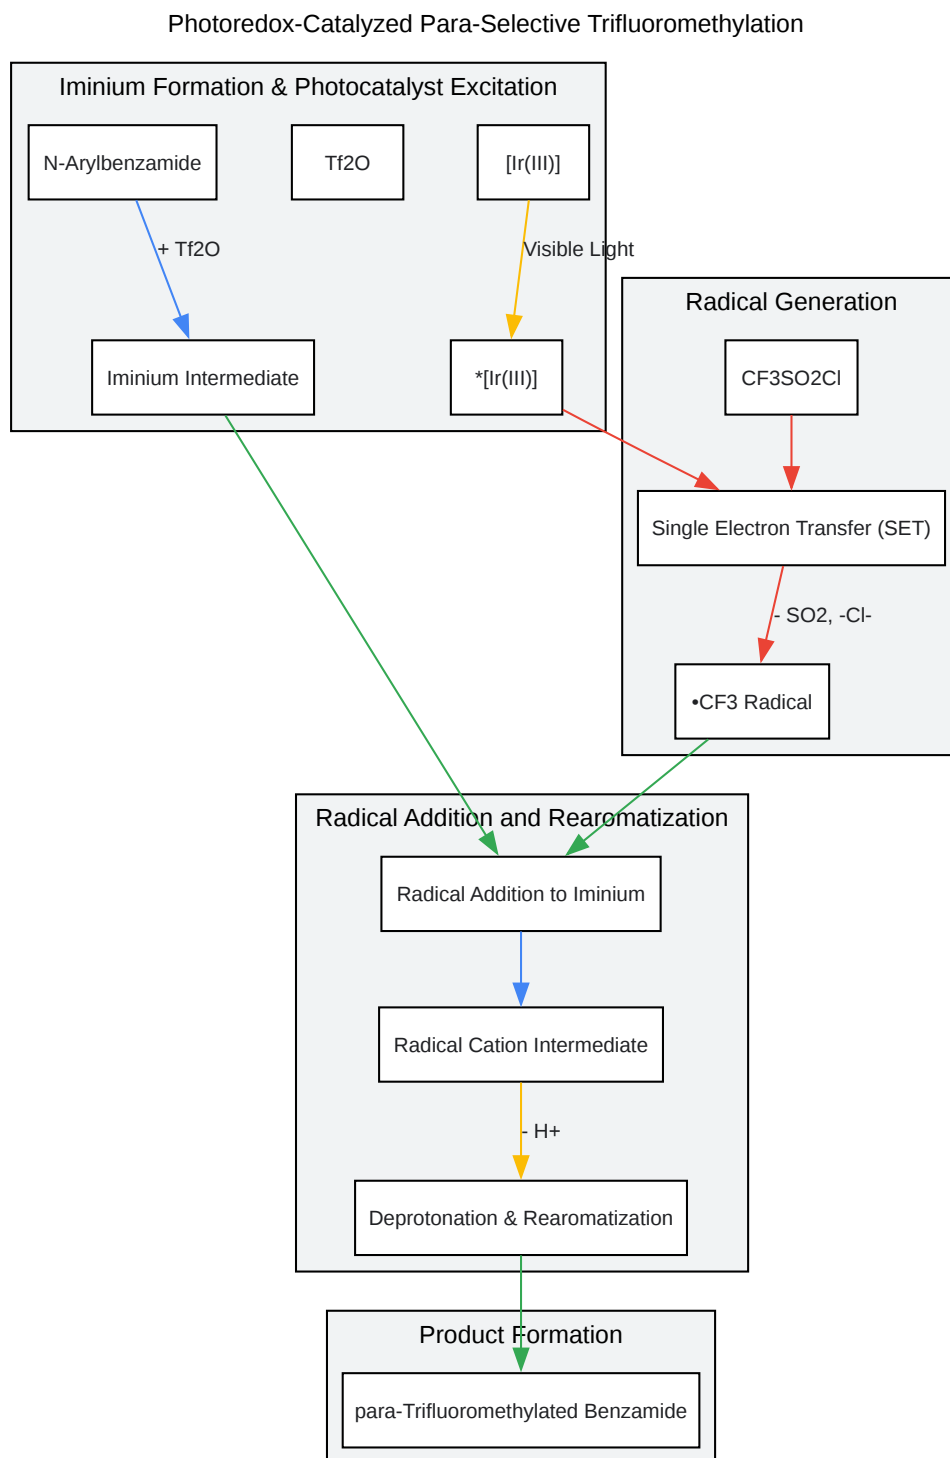 Photoredox-Catalyzed Para-Selective Trifluoromethylation
Iminium Formation & Photocatalyst Excitation
N-Arylbenzamide
Tf2O
[Ir(III)]
+ Tf2O
Visible Light
Iminium Intermediate
*[Ir(III)]
Radical Generation
CF3SO2Cl
Single Electron Transfer (SET)
- SO2, -Cl-
•CF3 Radical
Radical Addition and Rearomatization
Radical Addition to Iminium
Radical Cation Intermediate
- H+
Deprotonation & Rearomatization
Product Formation
para-Trifluoromethylated Benzamide